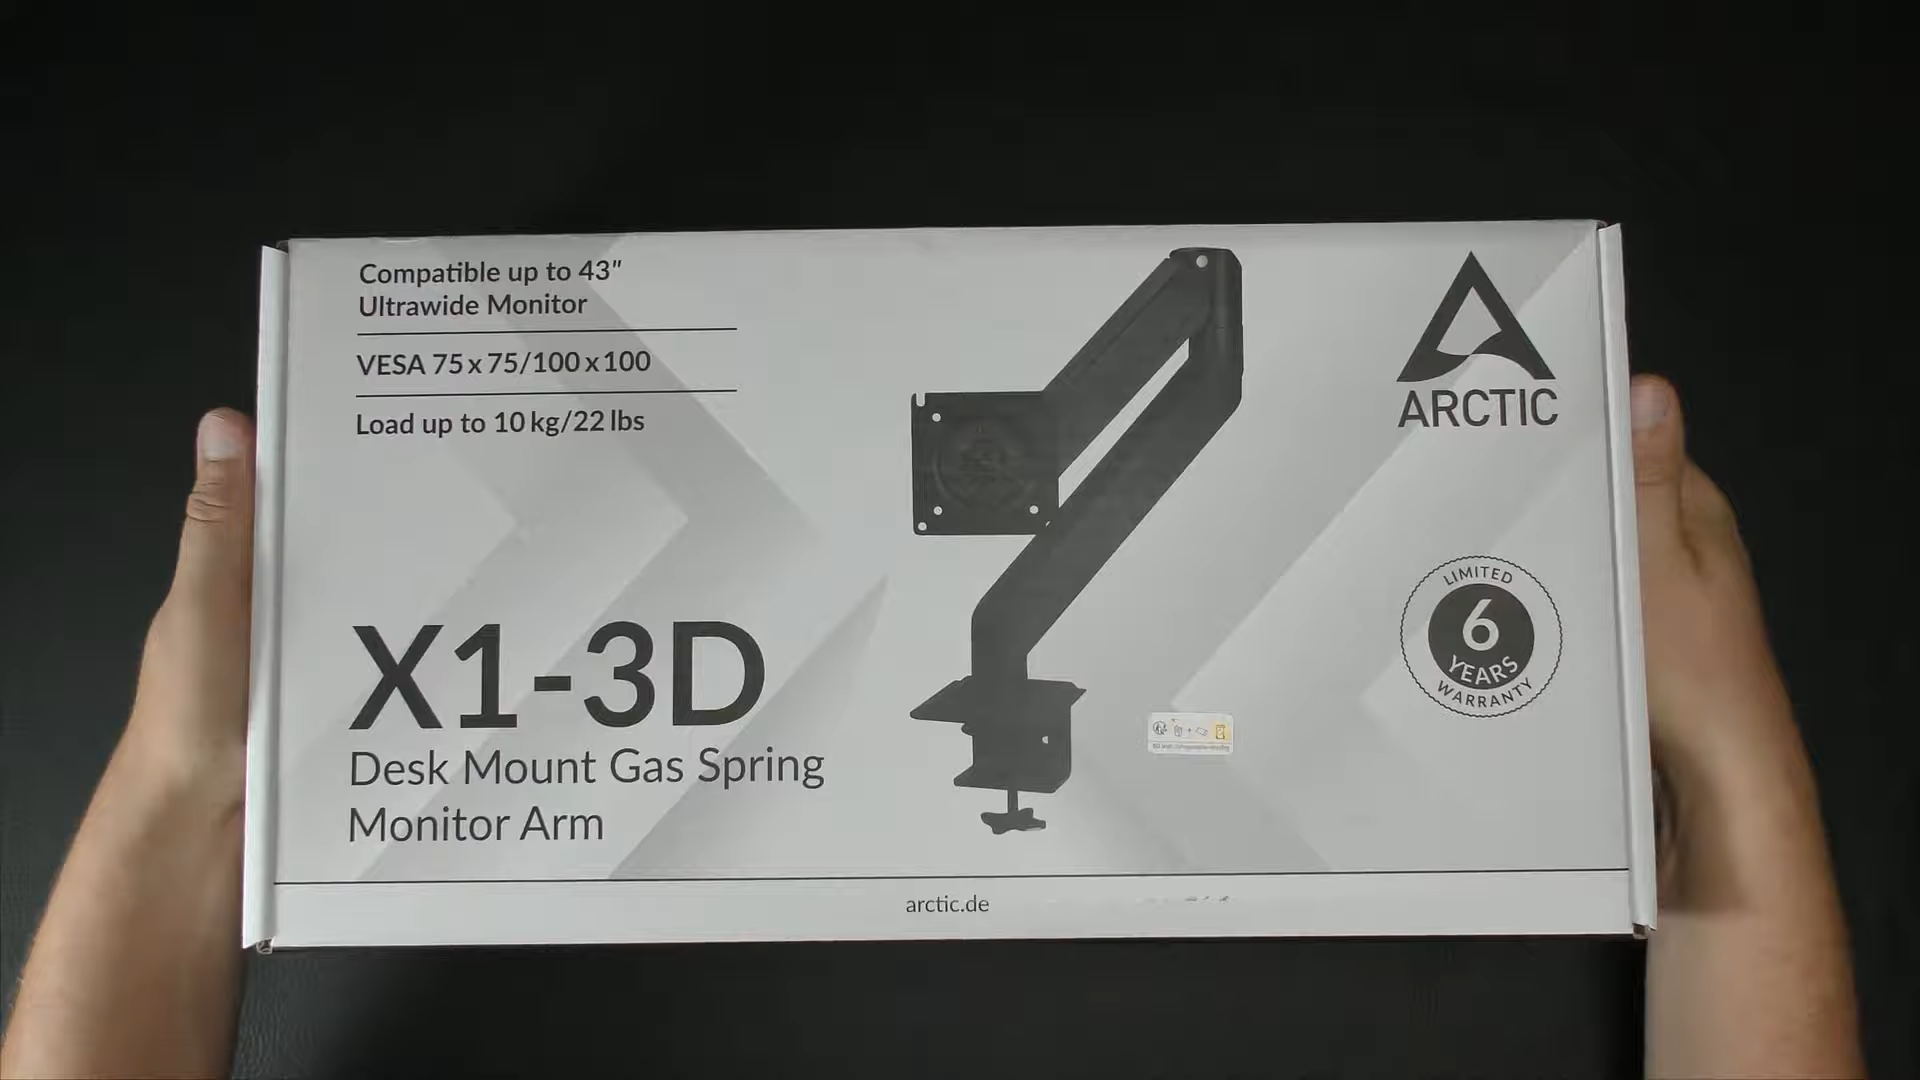 Compatible up to 43"
Ultrawide Monitor
VESA 75 x 75/100 x 100
Load up to 10 kg/22 lbs
ARCTIC
X1-3D
Desk Mount Gas Spring
Monitor Arm
LIMITED
6
YEARS
WARRANTY
arctic.de